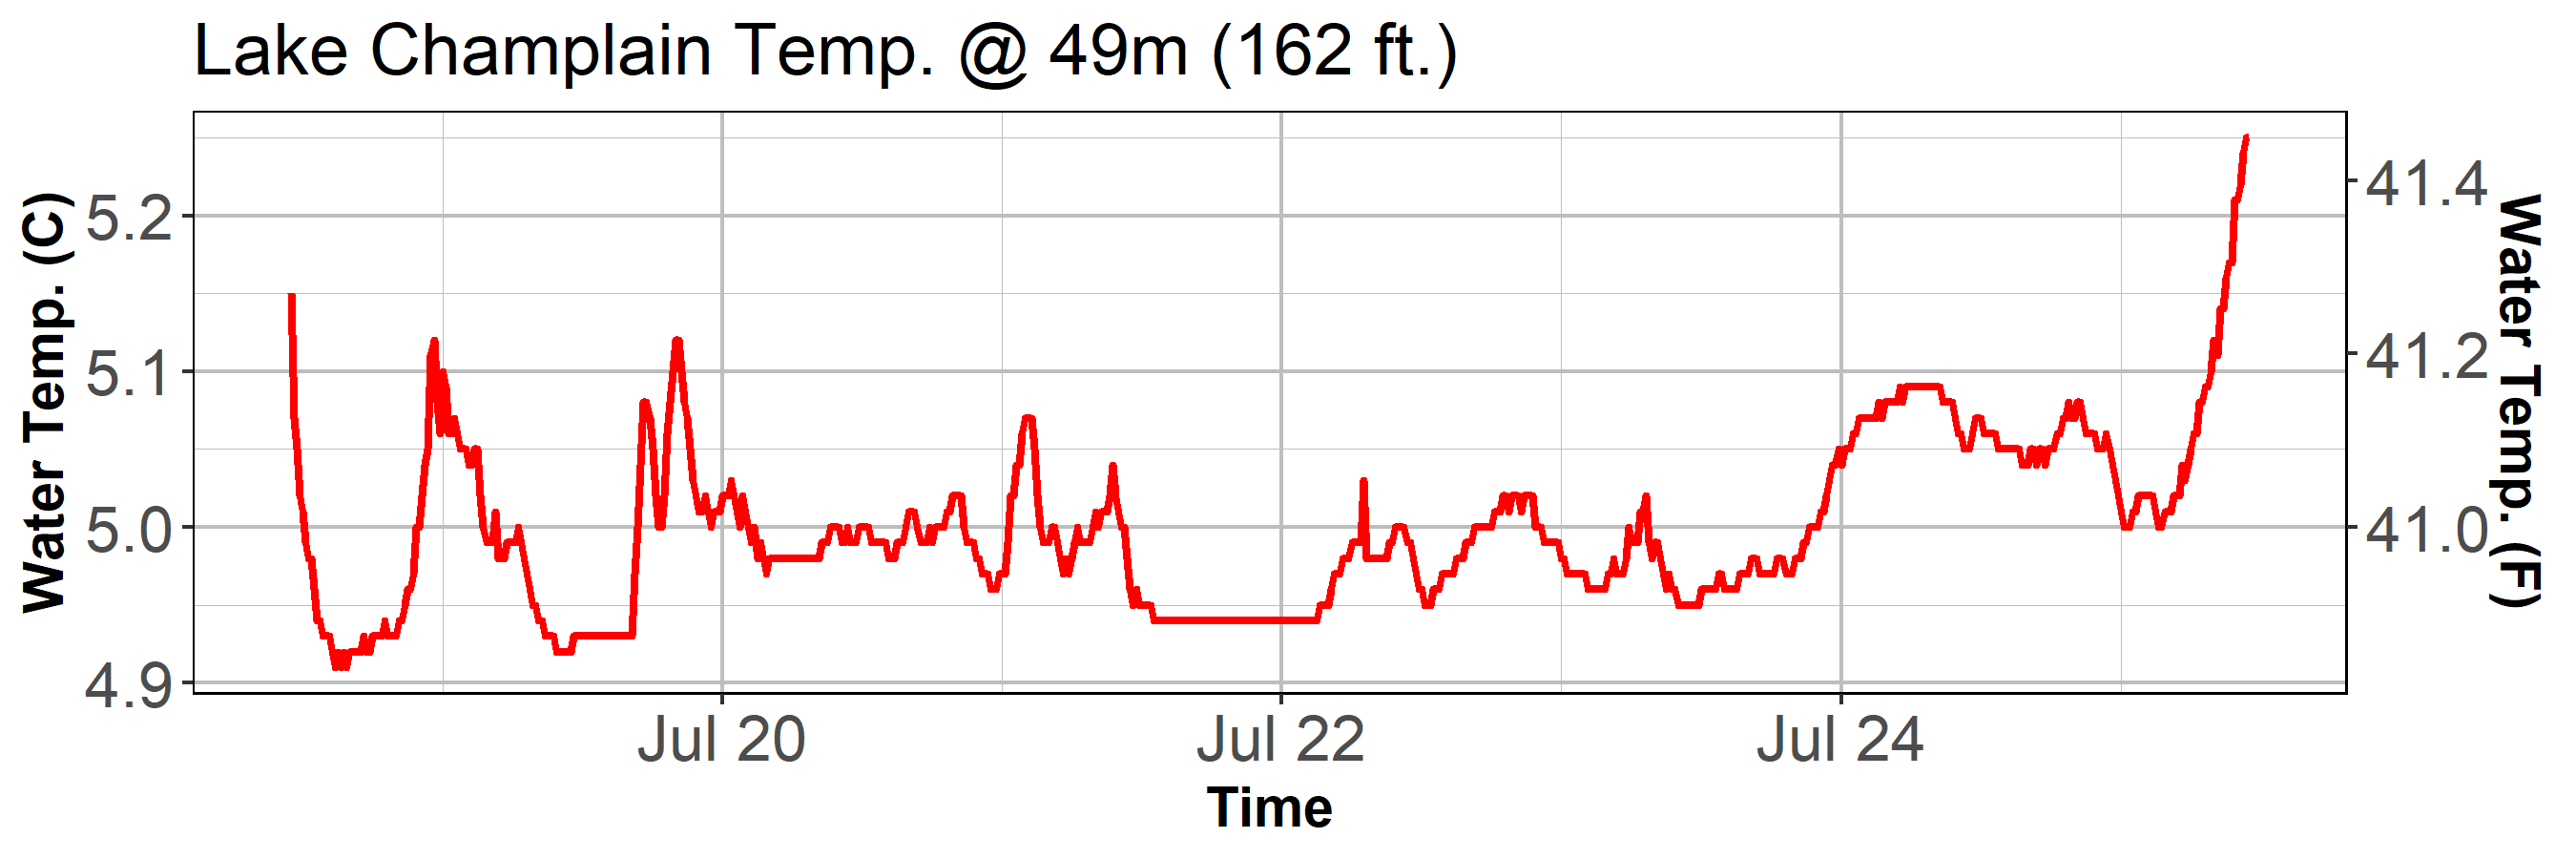 Lake Champlain Temp. @ 49m (162 ft.)
Water Temp. (C)
5.2
5.1
5.0
4.9
41.4
41.2
41.0
Water Temp. (F)
Jul 20
Jul 22
Jul 24
Time